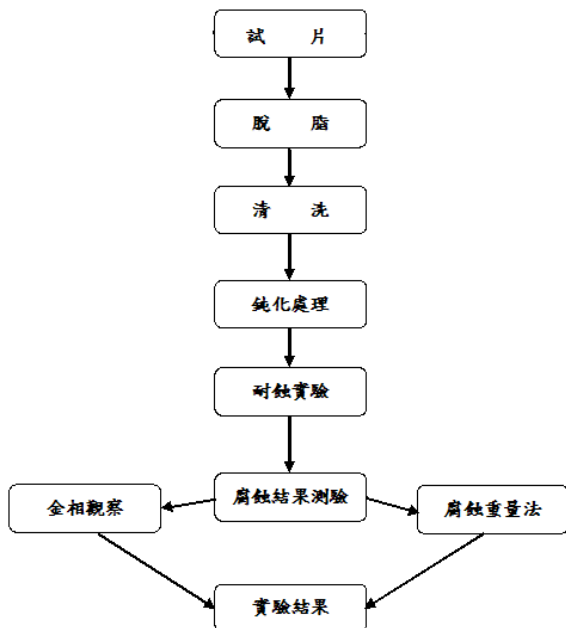 試 片
脫 脂
清 洗
鈍化處理
耐蝕實驗
腐蝕結果測驗
金相觀察
腐蝕重量法
實驗結果